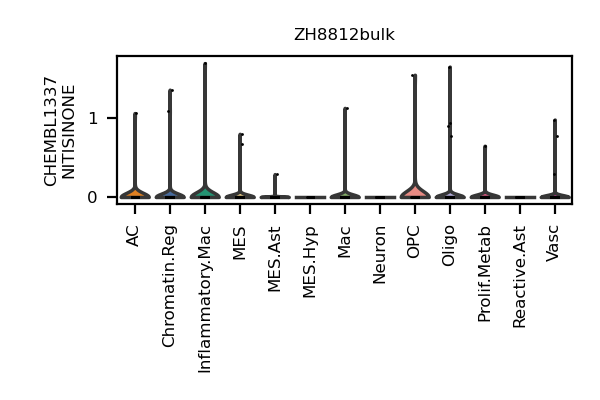 ZH8812bulk
CHEMBL1337
NITISINONE
1
0
AC
Chromatin.Reg
Inflammatory.Mac
MES
MES.Ast
MES.Hyp
Mac
Neuron
OPC
Oligo
Prolif.Metab
Reactive.Ast
Vasc